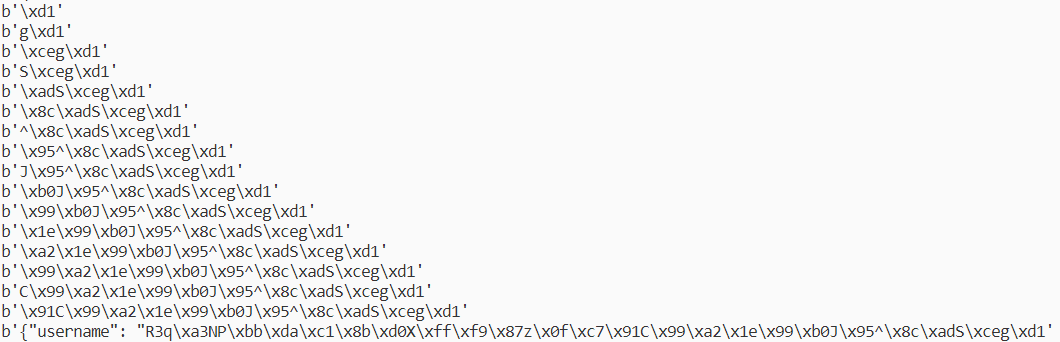 b'\xd1'
b'g\xd1'
b'\xceg\xd1'
b'S\xceg\xd1'
b'\xadS\xceg\xd1'
b'\x8c\xadS\xceg\xd1'
b'^\x8c\xadS\xceg\xd1'
b'\x95^\x8c\xadS\xceg\xd1'
b'J\x95^\x8c\xadS\xceg\xd1'
b'\xb0J\x95^\x8c\xadS\xceg\xd1'
b'\x99\xb0J\x95^\x8c\xadS\xceg\xd1'
b'\x1e\x99\xb0J\x95^\x8c\xadS\xceg\xd1'
b'\xa2\x1e\x99\xb0J\x95^\x8c\xadS\xceg\xd1'
b'\x99\xa2\x1e\x99\xb0J\x95^\x8c\xadS\xceg\xd1'
b'C\x99\xa2\x1e\x99\xb0J\x95^\x8c\xadS\xceg\xd1'
b'\x91C\x99\xa2\x1e\x99\xb0J\x95^\x8c\xadS\xceg\xd1'
b'{"username": "R3q\xa3NP\xbb\xda\xc1\x8b\xd0X\xff\xf9\x87z\x0f\xc7\x91C\x99\xa2\x1e\x99\xb0J\x95^\x8c\xadS\xceg\xd1'